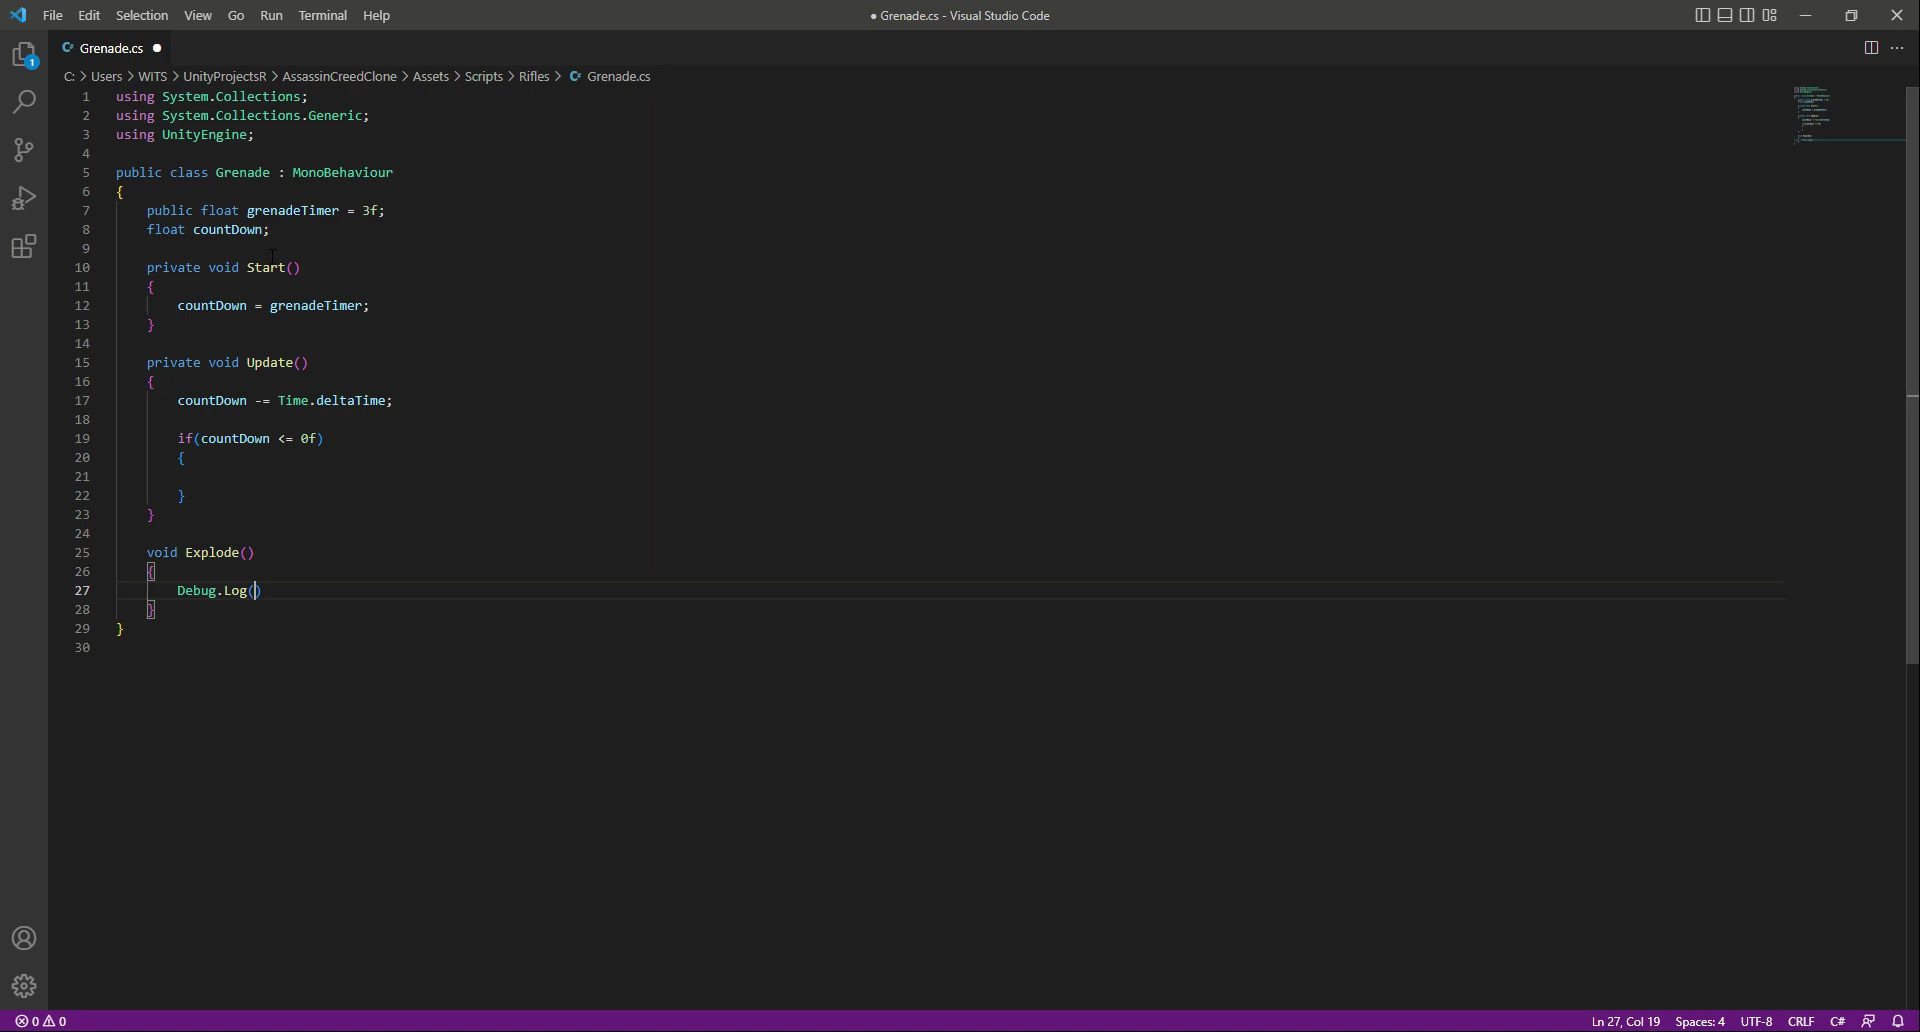 File Edit Selection View Go Run Terminal Help
● Grenade.cs - Visual Studio Code
Grenade.cs
1
C: > Users > WITS > UnityProjectsR > AssassinCreedClone > Assets > Scripts > Rifles > Grenade.cs
1 using System.Collections;
2 using System.Collections.Generic;
3 using UnityEngine;
4
5 public class Grenade : MonoBehaviour
6 {
7 public float grenadeTimer = 3f;
8 float countDown;
9
10 private void Start()
11 {
12 countDown = grenadeTimer;
13 }
14
15 private void Update()
16 {
17 countDown -= Time.deltaTime;
18
19 if(countDown <= 0f)
20 {
21
22 }
23 }
24
25 void Explode()
26 {
27 Debug.Log()
28 }
29 }
30
0 0 Ln 27, Col 19 Spaces: 4 UTF-8 CRLF C#